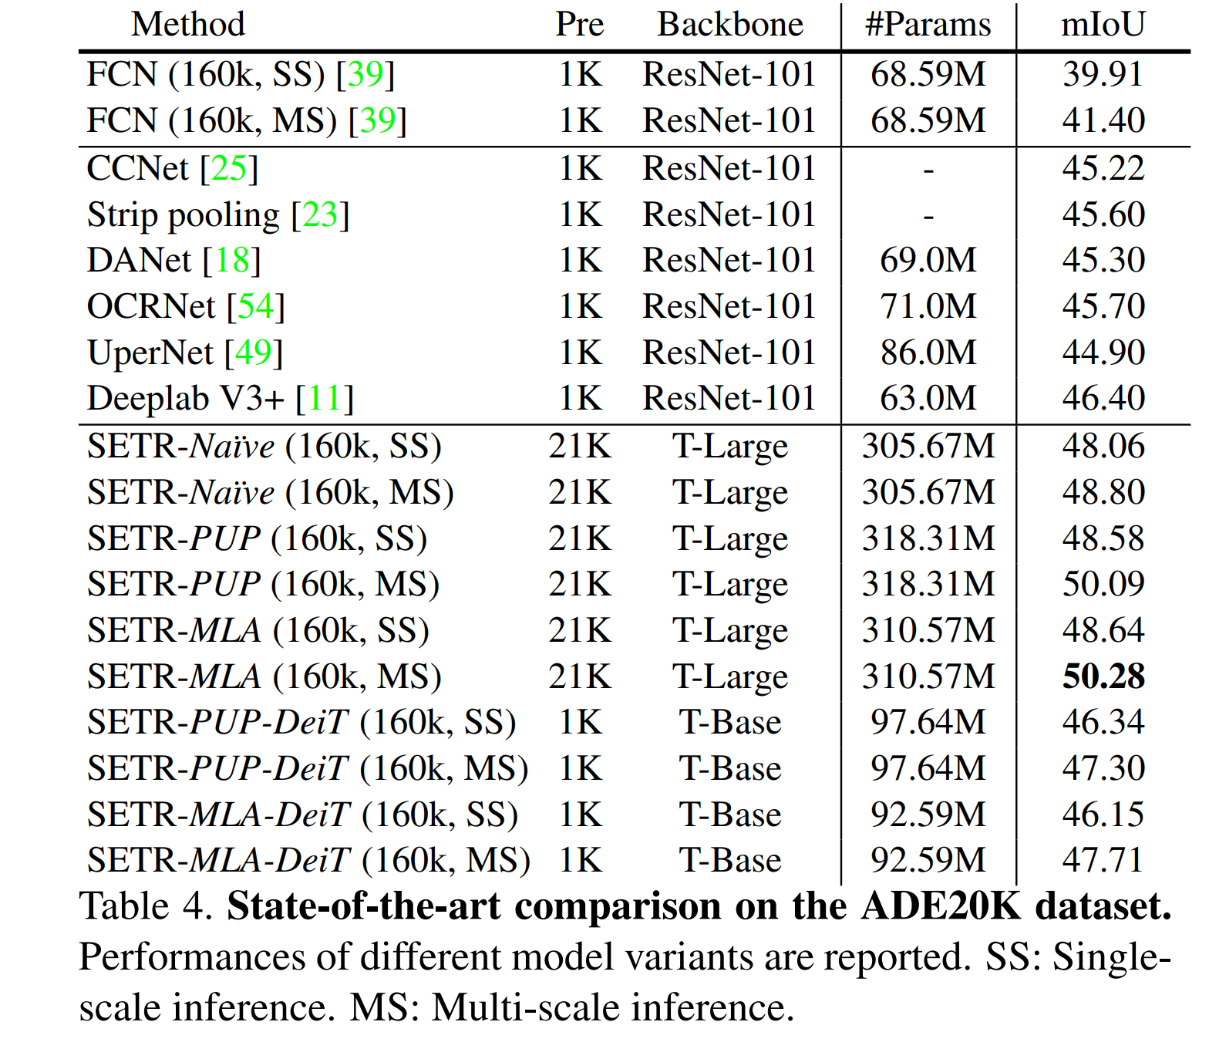 Method Pre Backbone #Params mIoU
FCN (160k, SS) [39] 1K ResNet-101 68.59M 39.91
FCN (160k, MS) [39] 1K ResNet-101 68.59M 41.40
CCNet [25] 1K ResNet-101 - 45.22
Strip pooling [23] 1K ResNet-101 - 45.60
DANet [18] 1K ResNet-101 69.0M 45.30
OCRNet [54] 1K ResNet-101 71.0M 45.70
UperNet [49] 1K ResNet-101 86.0M 44.90
Deeplab V3+ [11] 1K ResNet-101 63.0M 46.40
SETR-Naïve (160k, SS) 21K T-Large 305.67M 48.06
SETR-Naïve (160k, MS) 21K T-Large 305.67M 48.80
SETR-PUP (160k, SS) 21K T-Large 318.31M 48.58
SETR-PUP (160k, MS) 21K T-Large 318.31M 50.09
SETR-MLA (160k, SS) 21K T-Large 310.57M 48.64
SETR-MLA (160k, MS) 21K T-Large 310.57M 50.28
SETR-PUP-DeiT (160k, SS) 1K T-Base 97.64M 46.34
SETR-PUP-DeiT (160k, MS) 1K T-Base 97.64M 47.30
SETR-MLA-DeiT (160k, SS) 1K T-Base 92.59M 46.15
SETR-MLA-DeiT (160k, MS) 1K T-Base 92.59M 47.71
Table 4. State-of-the-art comparison on the ADE20K dataset.
Performances of different model variants are reported. SS: Single-
scale inference. MS: Multi-scale inference.